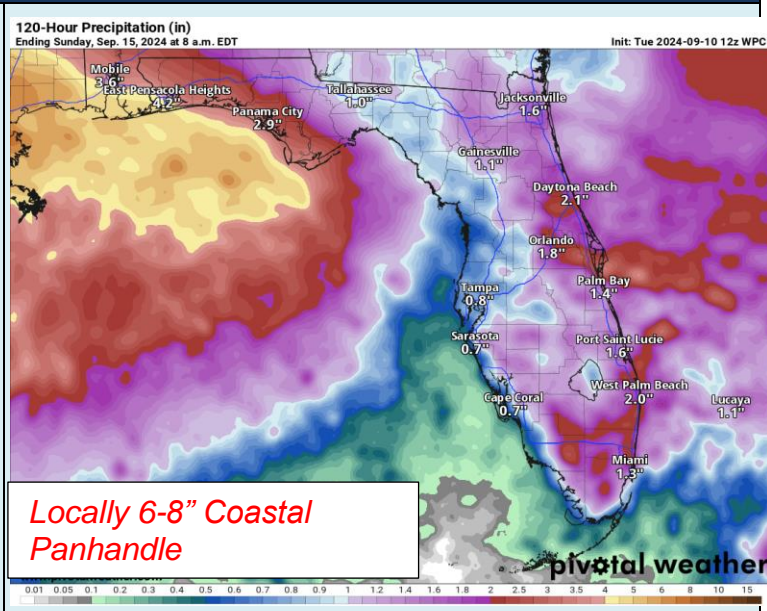 120-Hour Precipitation (in)
Ending Sunday, Sep. 15, 2024 at 8 a.m. EDT
Init: Tue 2024-09-10 12z WPC
Mobile
3.6"
East Pensacola Heights
4.2"
Panama City
2.9"
Tallahassee
1.0"
Jacksonville
1.6"
Gainesville
1.1"
Daytona Beach
2.1"
Orlando
1.8"
Palm Bay
1.4"
Tampa
0.8"
Sarasota
0.7"
Port Saint Lucie
1.6"
Cape Coral
0.7"
West Palm Beach
2.0"
Lucaya
1.1"
Miami
1.3"
Locally 6-8” Coastal
Panhandle
pivotal weather
0.01 0.05 0.1 0.2 0.3 0.4 0.5 0.6 0.7 0.8 0.9 1 1.2 1.4 1.6 1.8 2 2.5 3 3.5 4 5 6 8 10 15